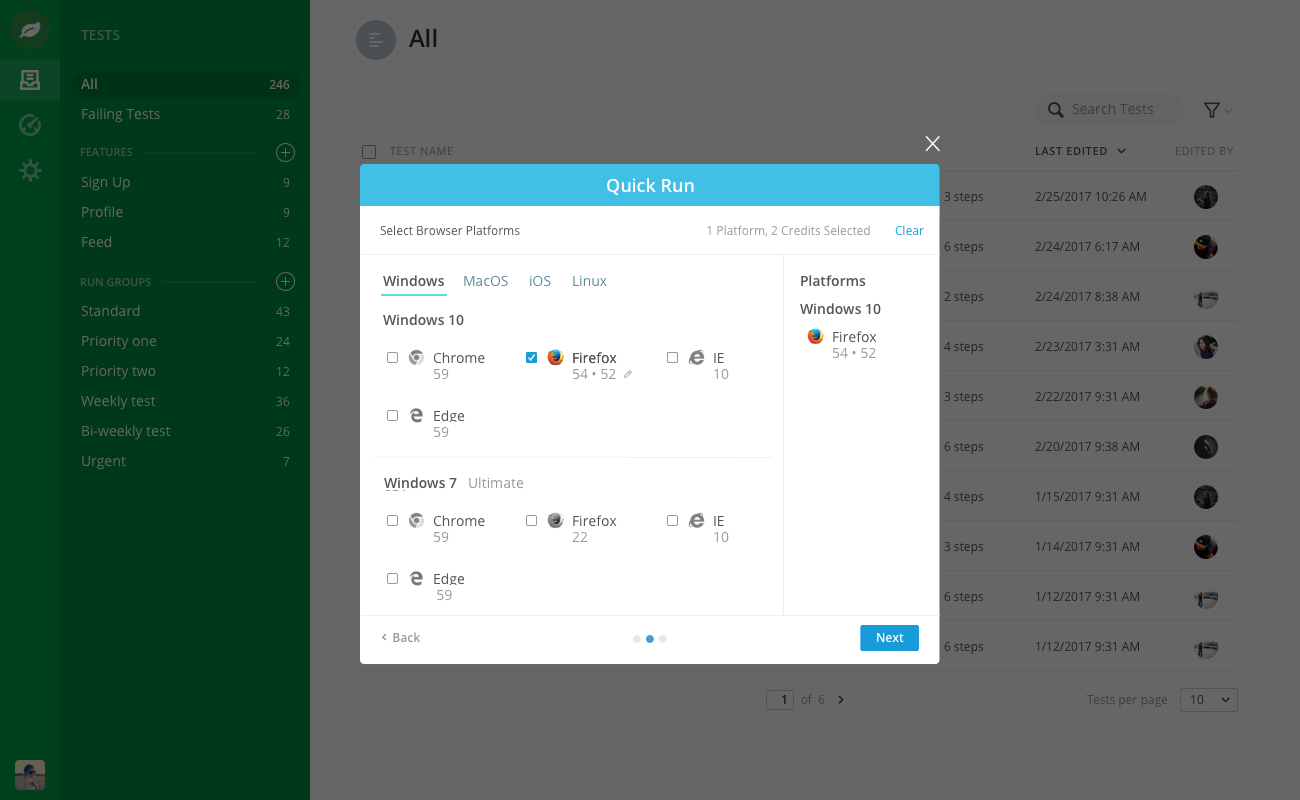 TESTS
All 246
Failing Tests 28
FEATURES
Sign Up 9
Profile 9
Feed 12
RUN GROUPS
Standard 43
Priority one 24
Priority two 12
Weekly test 36
Bi-weekly test 26
Urgent 7
All
Search Tests
TEST NAME LAST EDITED EDITED BY
3 steps 2/25/2017 10:26 AM
6 steps 2/24/2017 6:17 AM
2 steps 2/24/2017 8:38 AM
4 steps 2/23/2017 3:31 AM
3 steps 2/22/2017 9:31 AM
6 steps 2/20/2017 9:38 AM
4 steps 1/15/2017 9:31 AM
3 steps 1/14/2017 9:31 AM
6 steps 1/12/2017 9:31 AM
6 steps 1/12/2017 9:31 AM
1 of 6
Tests per page 10
Quick Run
Select Browser Platforms 1 Platform, 2 Credits Selected Clear
Windows MacOS iOS Linux
Windows 10
Chrome Firefox IE
59 54 • 52 10
Edge
59
Windows 7 Ultimate
Chrome Firefox IE
59 22 10
Edge
59
Platforms
Windows 10
Firefox
54 • 52
Back
Next